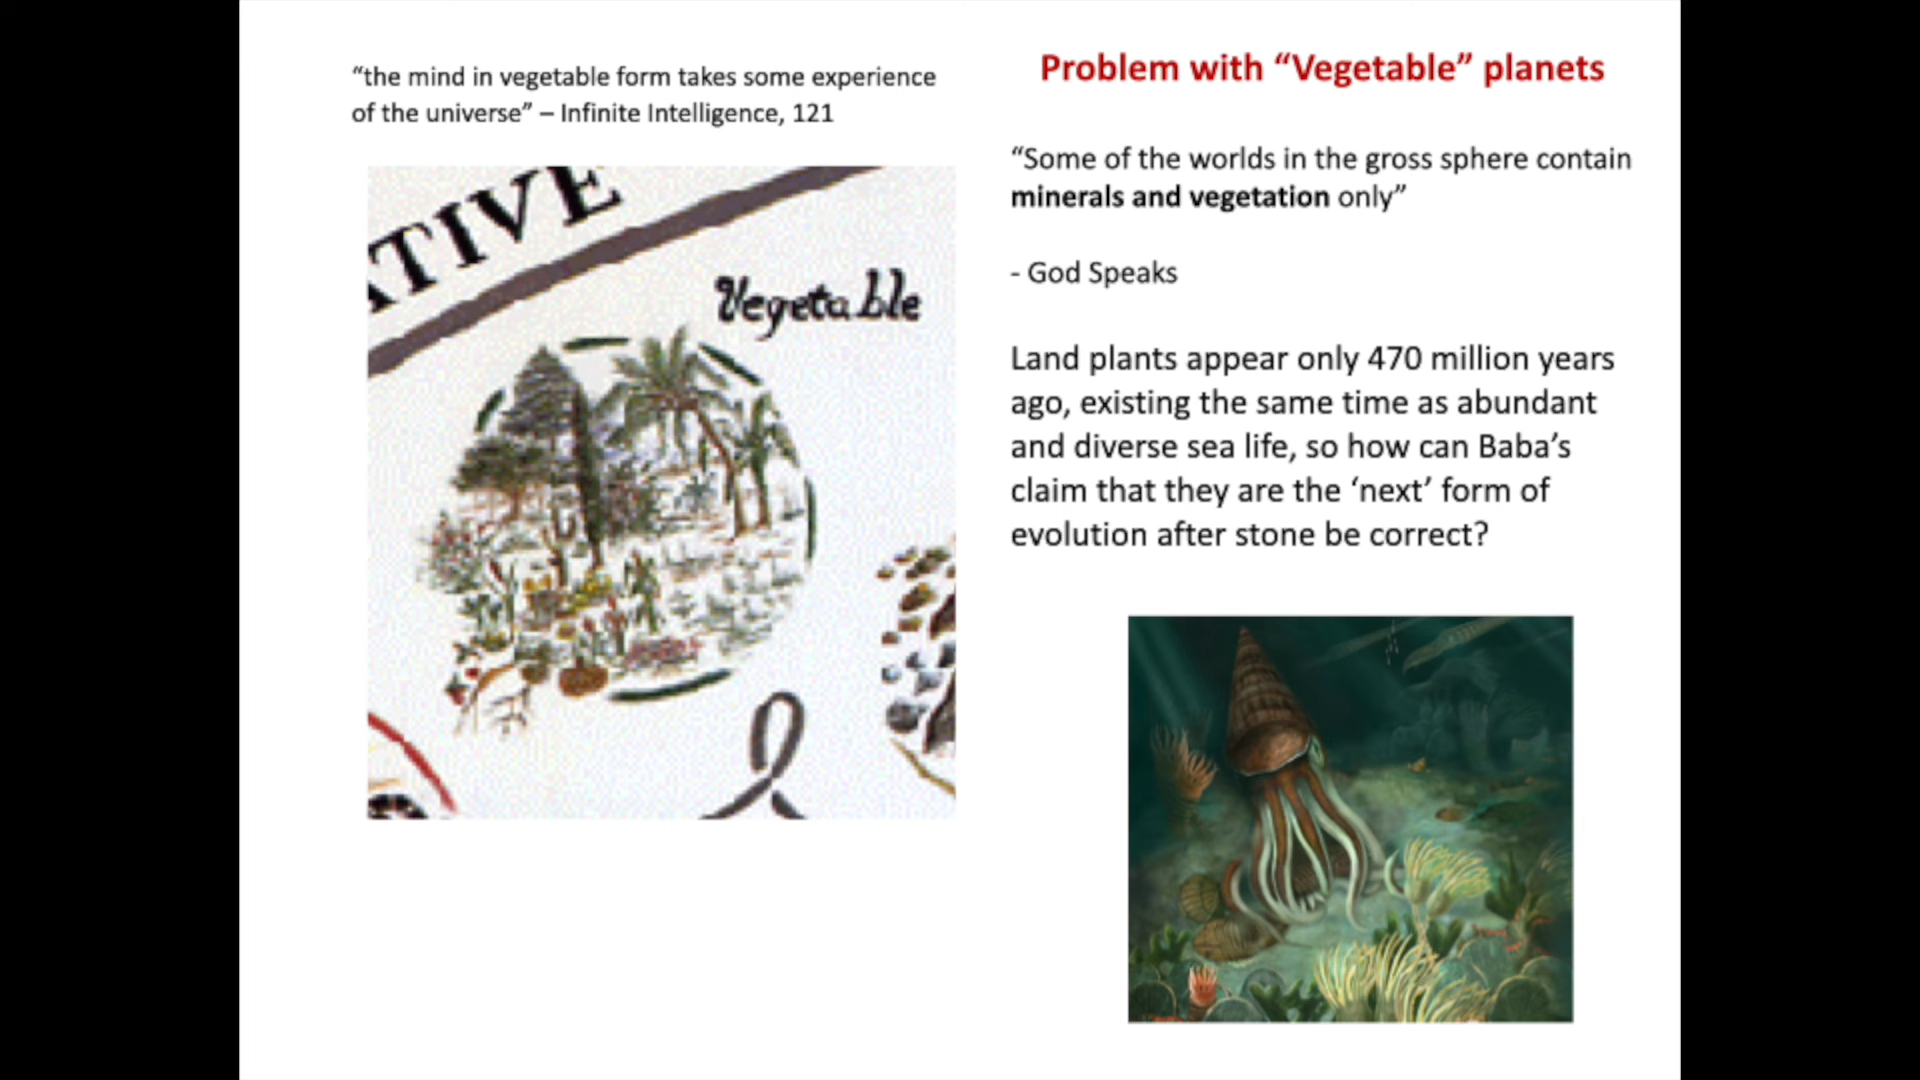 “the mind in vegetable form takes some experience
of the universe” – Infinite Intelligence, 121
TIVE
Vegetable
Problem with “Vegetable” planets
“Some of the worlds in the gross sphere contain
minerals and vegetation only”
- God Speaks
Land plants appear only 470 million years
ago, existing the same time as abundant
and diverse sea life, so how can Baba’s
claim that they are the ‘next’ form of
evolution after stone be correct?